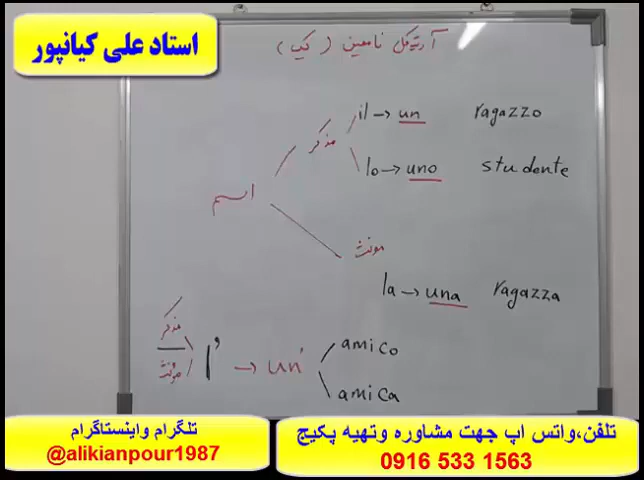 استاد علی کیانپور
آرتیکل نامعین (یک)
il → un ragazzo
مذکر
lo → uno studente
اسم
مونث
la → una ragazza
مذکر
مونث
l' → un'
amico
amica
تلگرام واینستاگرام
@alikianpour1987
تلفن،واتس اپ جهت مشاوره وتهیه پکیج
0916 533 1563